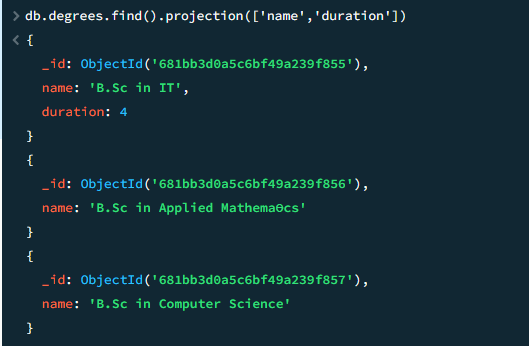 > db.degrees.find().projection(['name','duration'])
< {
_id: ObjectId('681bb3d0a5c6bf49a239f855'),
name: 'B.Sc in IT',
duration: 4
}
{
_id: ObjectId('681bb3d0a5c6bf49a239f856'),
name: 'B.Sc in Applied MathemaƟcs'
}
{
_id: ObjectId('681bb3d0a5c6bf49a239f857'),
name: 'B.Sc in Computer Science'
}